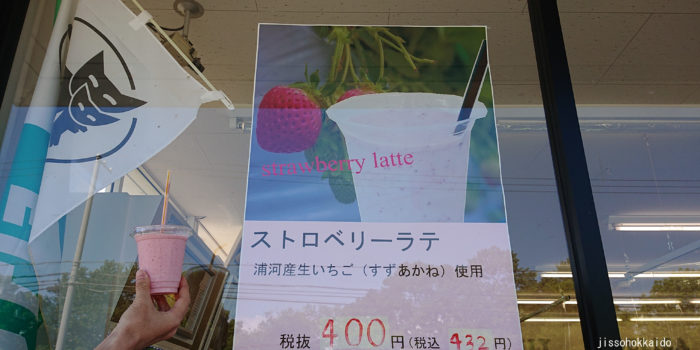 strawberry latte
ストロベリーラテ
浦河産生いちご（すずあかね）使用
税抜 400円（税込 432円）
jissohokkaido